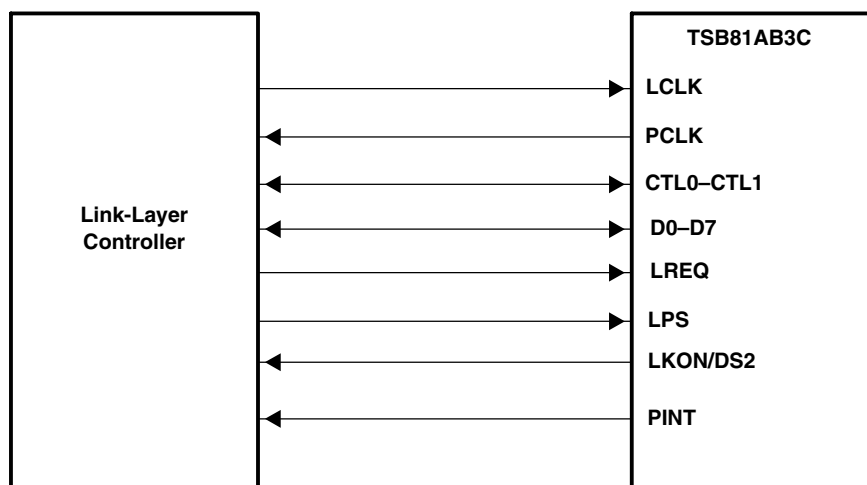 TSB81AB3C
LCLK
PCLK
CTL0–CTL1
Link-Layer
Controller
D0–D7
LREQ
LPS
LKON/DS2
PINT